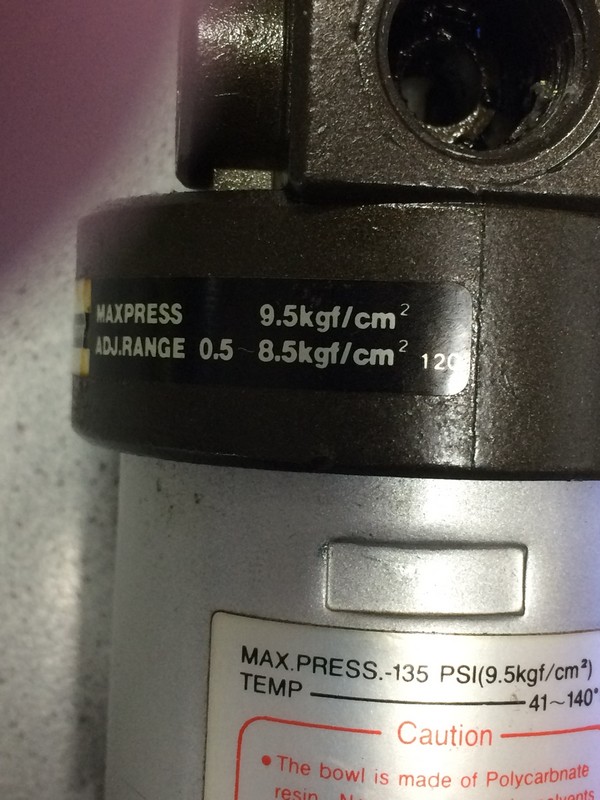 MAXPRESS 9.5kgf/cm²
ADJ.RANGE 0.5~8.5kgf/cm² 120
MAX.PRESS.-135 PSI(9.5kgf/cm²)
TEMP 41~140°
Caution
• The bowl is made of Polycarbnate
resin.